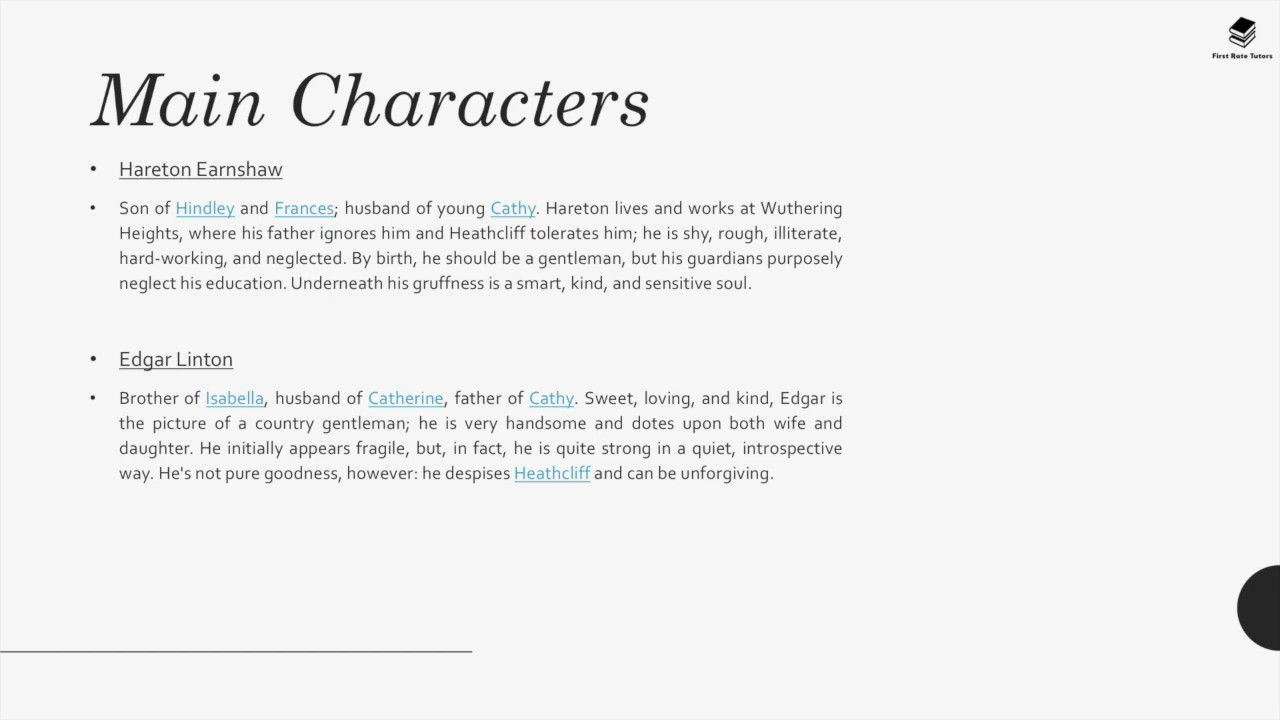 First Rate Tutors
Main Characters
• Hareton Earnshaw
• Son of Hindley and Frances; husband of young Cathy. Hareton lives and works at Wuthering
Heights, where his father ignores him and Heathcliff tolerates him; he is shy, rough, illiterate,
hard-working, and neglected. By birth, he should be a gentleman, but his guardians purposely
neglect his education. Underneath his gruffness is a smart, kind, and sensitive soul.
• Edgar Linton
• Brother of Isabella, husband of Catherine, father of Cathy. Sweet, loving, and kind, Edgar is
the picture of a country gentleman; he is very handsome and dotes upon both wife and
daughter. He initially appears fragile, but, in fact, he is quite strong in a quiet, introspective
way. He's not pure goodness, however: he despises Heathcliff and can be unforgiving.